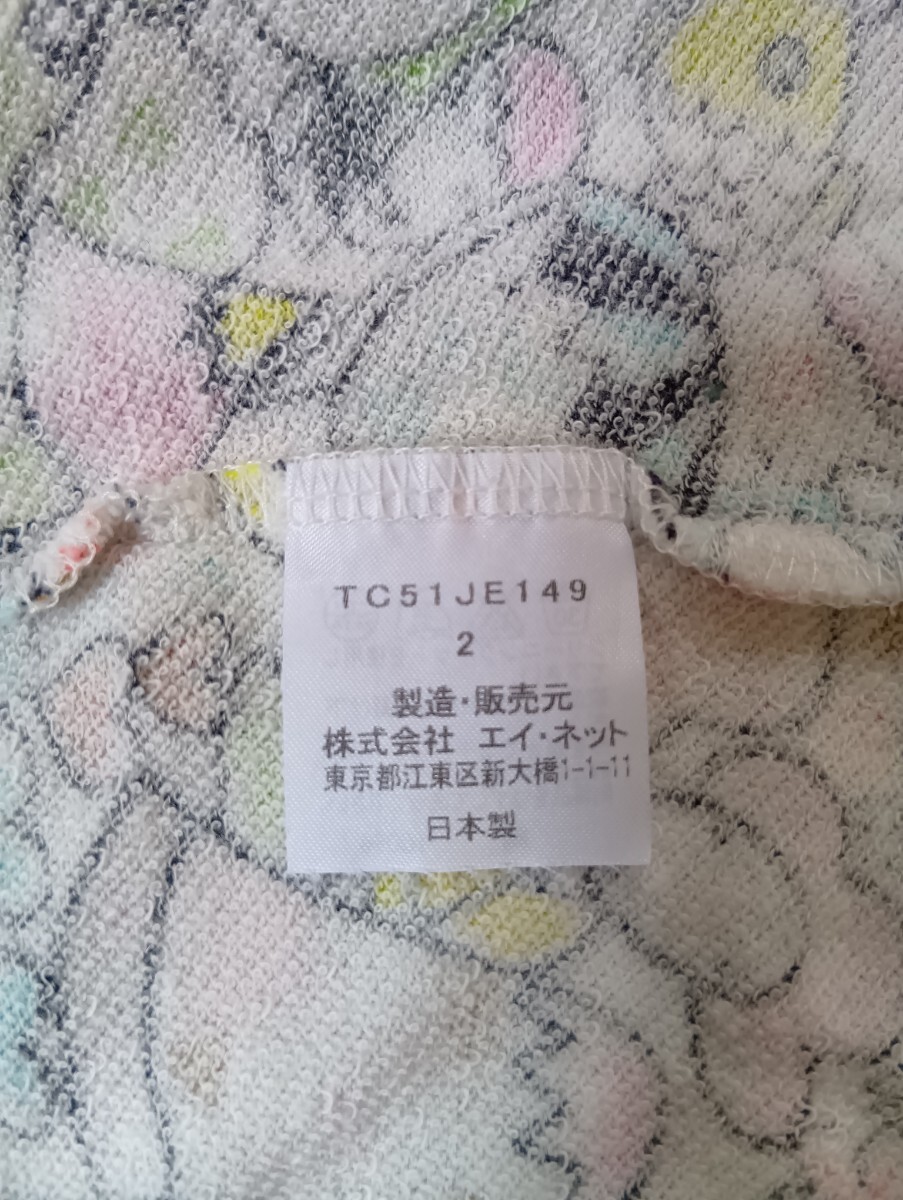 TC51JE149
2
製造・販売元
株式会社 エイ・ネット
東京都江東区新大橋1-1-11
日本製